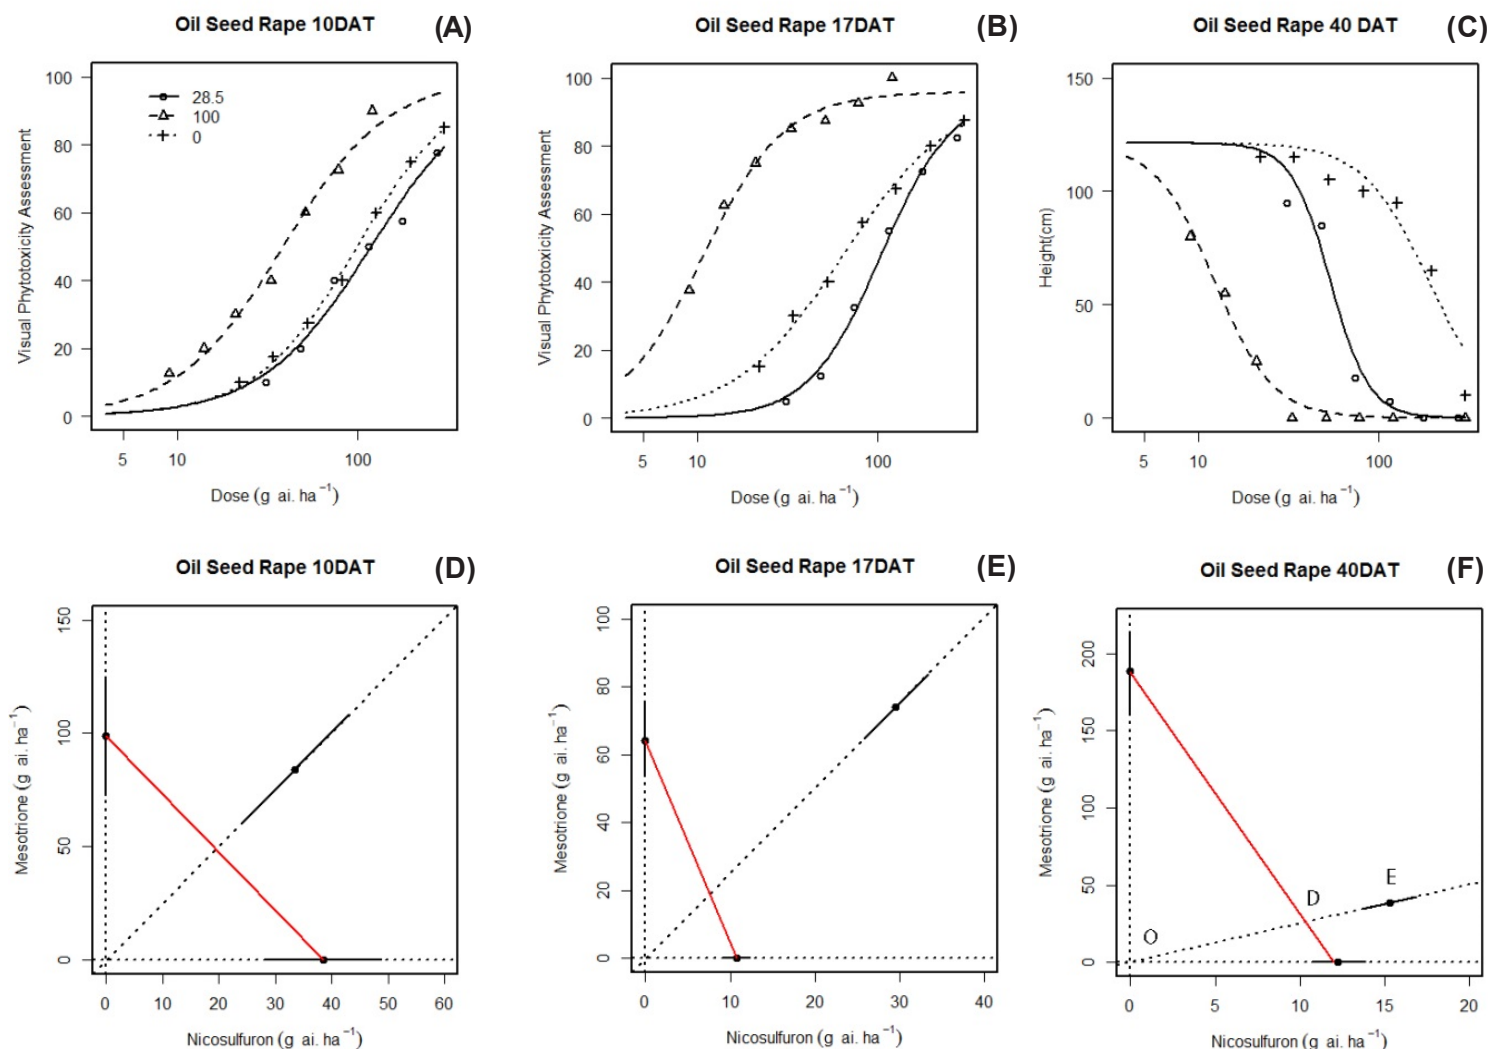 Oil Seed Rape 10DAT
(A)
Visual Phytotoxicity Assessment
100
80
60
40
20
0
28.5
100
0
5
10
100
Dose (g ai. ha⁻¹)
Oil Seed Rape 17DAT
(B)
Visual Phytotoxicity Assessment
100
80
60
40
20
0
5
10
100
Dose (g ai. ha⁻¹)
Oil Seed Rape 40 DAT
(C)
Height(cm)
150
100
50
0
5
10
100
Dose (g ai. ha⁻¹)
Oil Seed Rape 10DAT
(D)
Mesotrione (g ai. ha⁻¹)
150
100
50
0
0
10
20
30
40
50
60
Nicosulfuron (g ai. ha⁻¹)
Oil Seed Rape 17DAT
(E)
Mesotrione (g ai. ha⁻¹)
100
80
60
40
20
0
0
10
20
30
40
Nicosulfuron (g ai. ha⁻¹)
Oil Seed Rape 40DAT
(F)
Mesotrione (g ai. ha⁻¹)
200
150
100
50
0
O
D
E
0
5
10
15
20
Nicosulfuron (g ai. ha⁻¹)